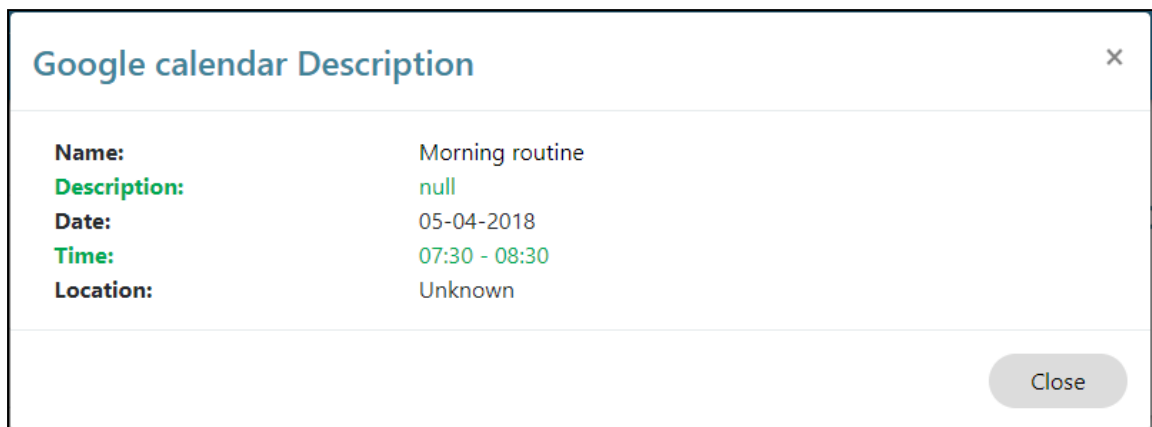 Google calendar Description ×
Name: Morning routine
Description: null
Date: 05-04-2018
Time: 07:30 - 08:30
Location: Unknown
Close